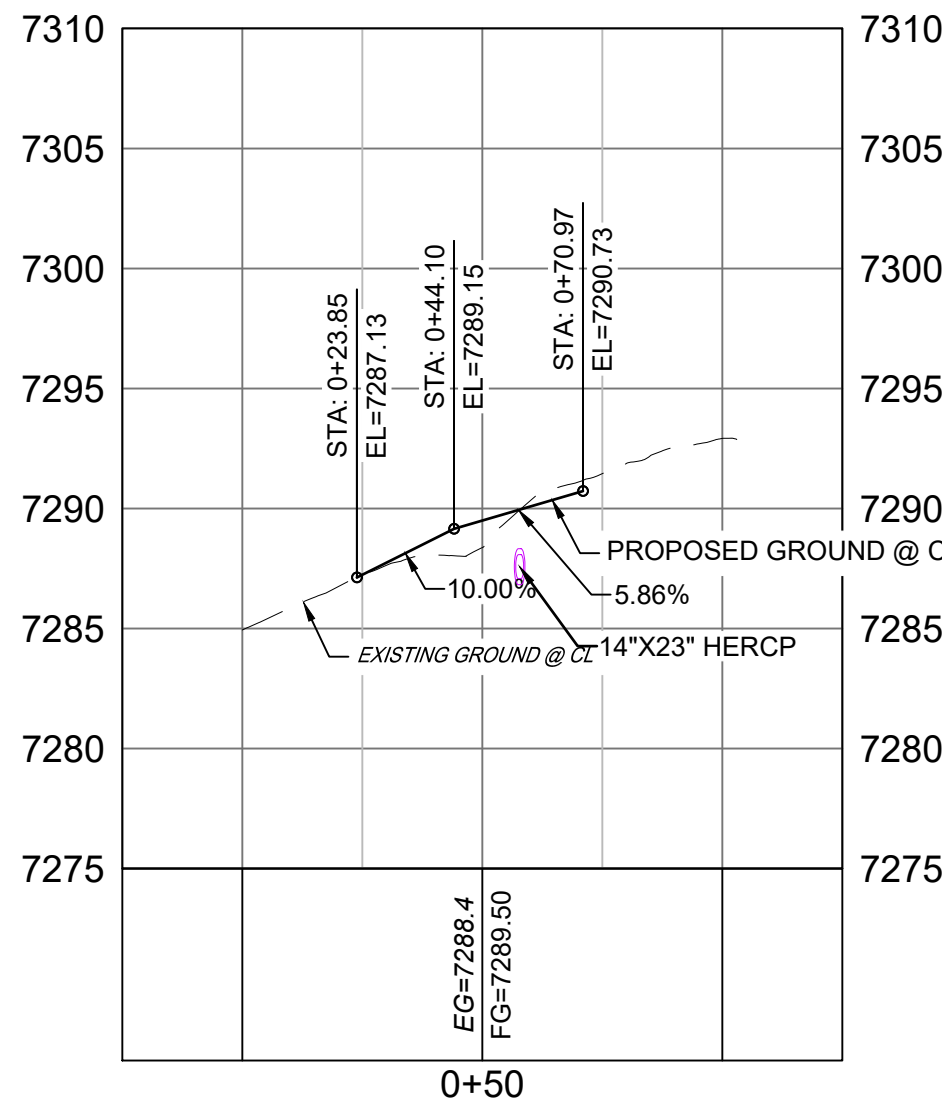 7310 7310
7305 7305
7300 7300
7295 7295
7290 7290
7285 7285
7280 7280
7275 7275
STA: 0+23.85
EL=7287.13
STA: 0+44.10
EL=7289.15
STA: 0+70.97
EL=7290.73
PROPOSED GROUND @ C
10.00%
5.86%
14"X23" HERCP
EXISTING GROUND @ CL
EG=7288.4
FG=7289.50
0+50